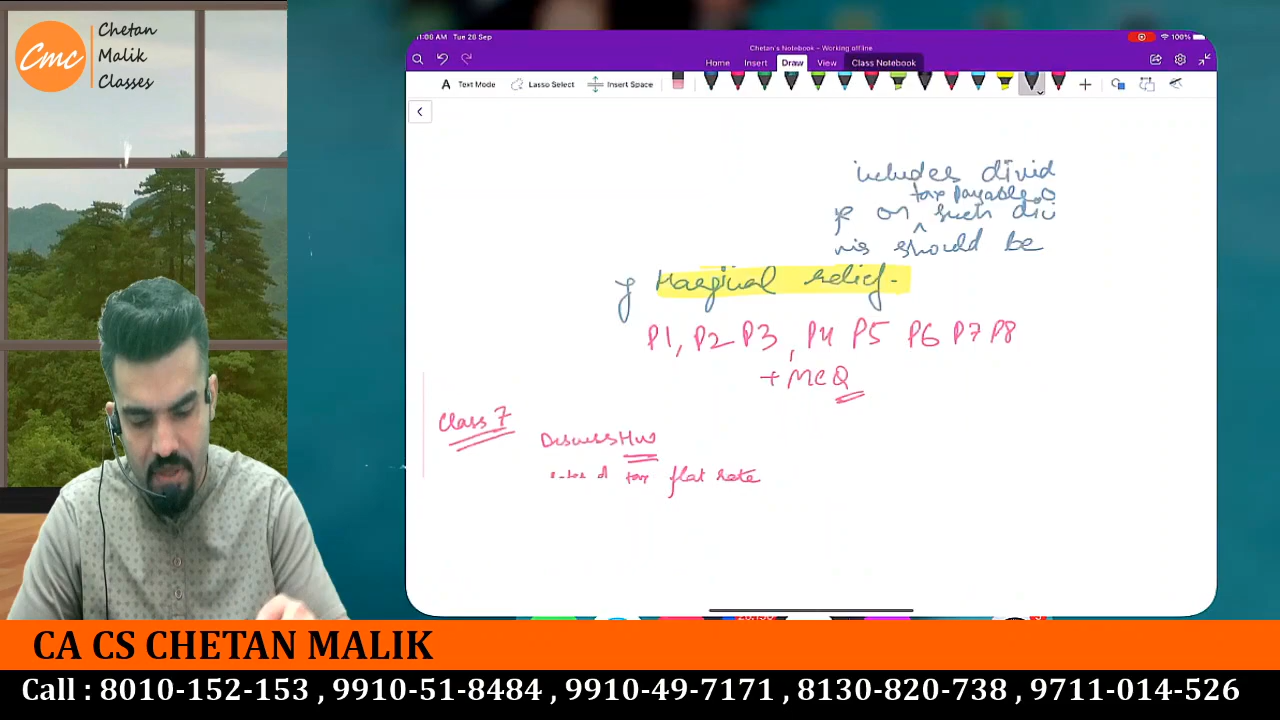 Chetan
Malik
Classes
CMC
1:00 AM Tue 28 Sep
100%
Chetan's Notebook – Working offline
Home Insert Draw View Class Notebook
A Text Mode Lasso Select Insert Space
includes divid
tax payable
on such div
should be
Marginal relief.
P1, P2 P3, P4 P5 P6 P7 P8
+ MCQ
Class 7
Discuss HW
tax flat rate
CA CS CHETAN MALIK
Call : 8010-152-153 , 9910-51-8484 , 9910-49-7171 , 8130-820-738 , 9711-014-526